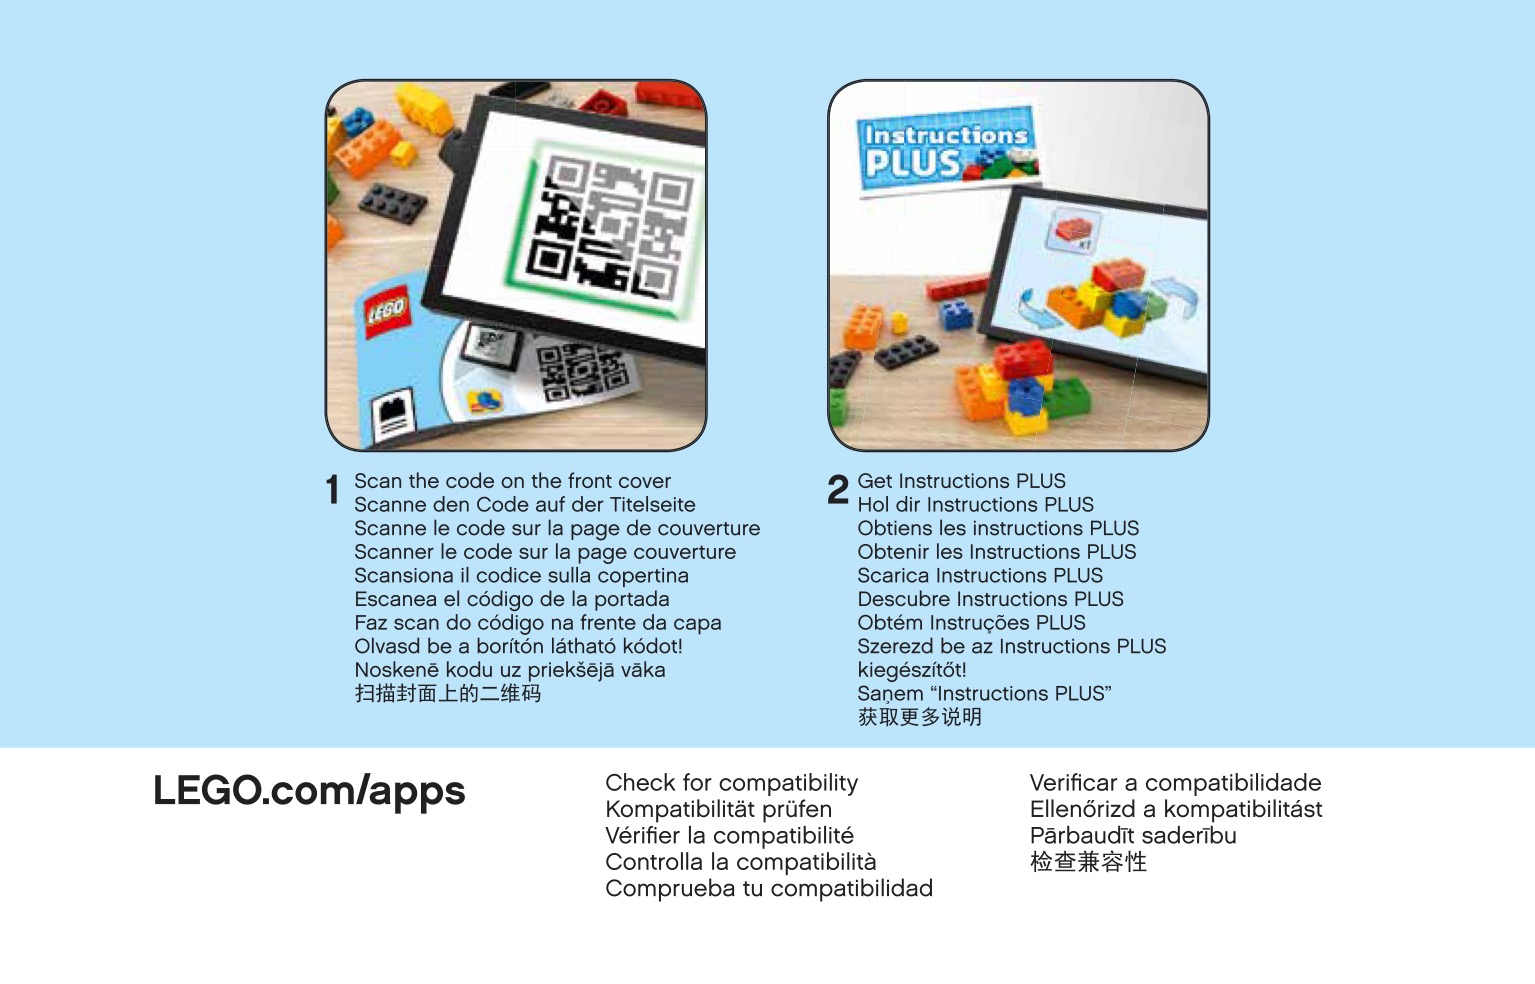 LEGO
Instructions
PLUS
x1
1
Scan the code on the front cover
Scanne den Code auf der Titelseite
Scanne le code sur la page de couverture
Scanner le code sur la page couverture
Scansiona il codice sulla copertina
Escanea el código de la portada
Faz scan do código na frente da capa
Olvasd be a borítón látható kódot!
Noskenē kodu uz priekšējā vāka
扫描封面上的二维码
2
Get Instructions PLUS
Hol dir Instructions PLUS
Obtiens les instructions PLUS
Obtenir les Instructions PLUS
Scarica Instructions PLUS
Descubre Instructions PLUS
Obtém Instruções PLUS
Szerezd be az Instructions PLUS
kiegészítőt!
Saņem “Instructions PLUS”
获取更多说明
LEGO.com/apps
Check for compatibility
Kompatibilität prüfen
Vérifier la compatibilité
Controlla la compatibilità
Comprueba tu compatibilidad
Verificar a compatibilidade
Ellenőrizd a kompatibilitást
Pārbaudīt saderību
检查兼容性